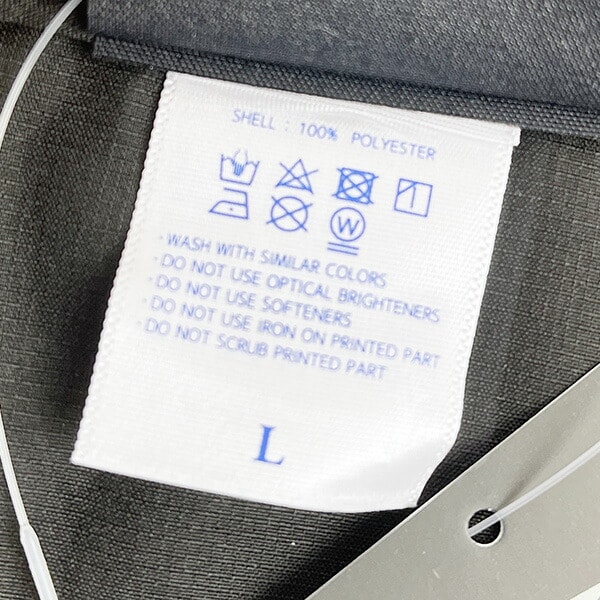 SHELL : 100% POLYESTER
W
- WASH WITH SIMILAR COLORS
- DO NOT USE OPTICAL BRIGHTENERS
- DO NOT USE SOFTENERS
- DO NOT USE IRON ON PRINTED PART
- DO NOT SCRUB PRINTED PART
L